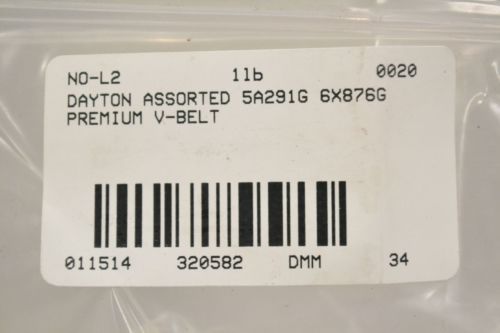 NO-L2 1lb 0020
DAYTON ASSORTED 5A291G 6X876G
PREMIUM V-BELT
011514 320582 DMM 34